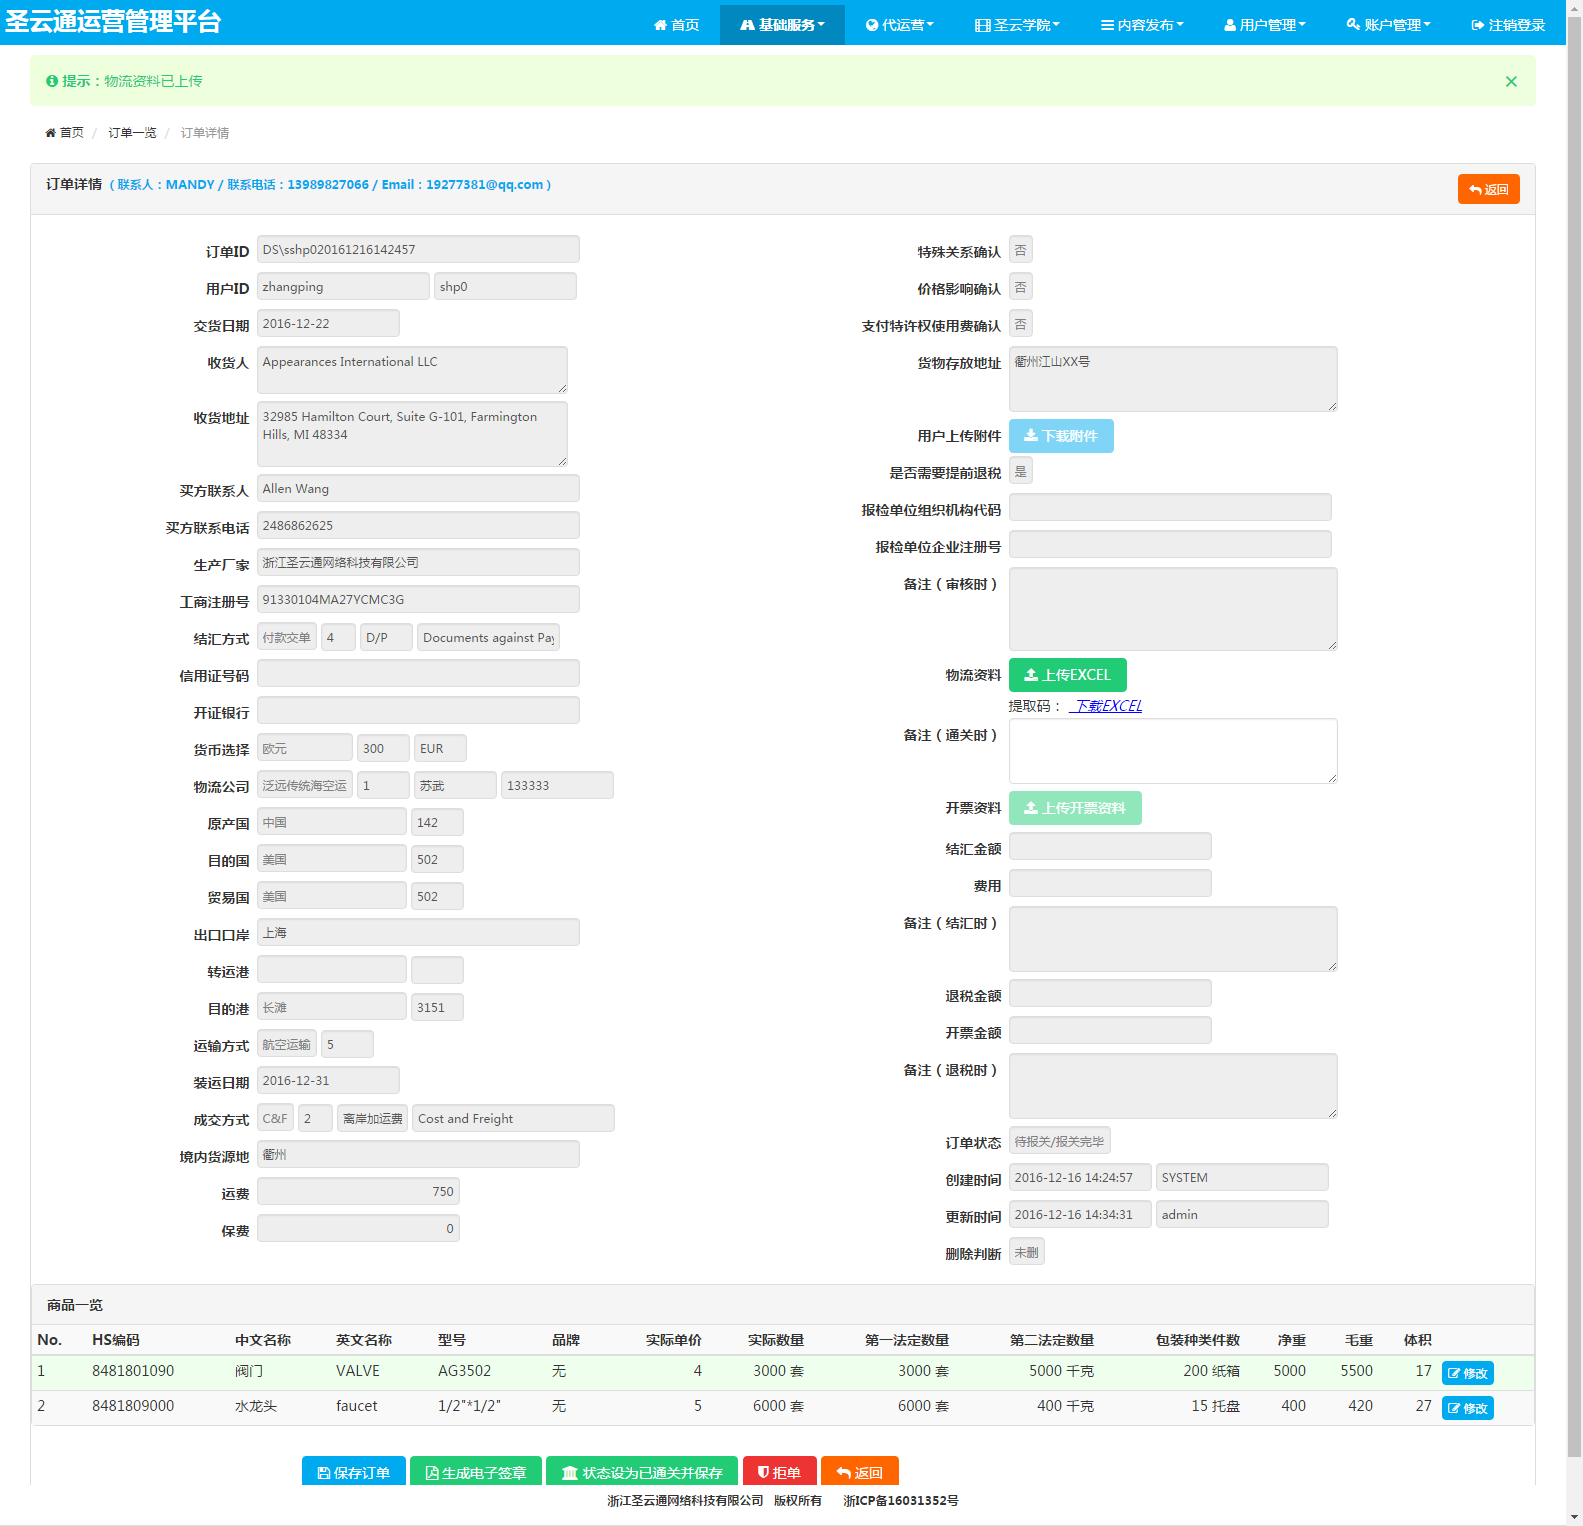 圣云通运营管理平台
首页 基础服务 代运营 圣云学院 内容发布 用户管理 账户管理 注销登录
提示：物流资料已上传 ×
首页 / 订单一览 / 订单详情
订单详情（ 联系人：MANDY / 联系电话：13989827066 / Email：19277381@qq.com ） 返回
订单ID DS\sshp020161216142457
用户ID zhangping shp0
交货日期 2016-12-22
收货人 Appearances International LLC
收货地址 32985 Hamilton Court, Suite G-101, Farmington
Hills, MI 48334
买方联系人 Allen Wang
买方联系电话 2486862625
生产厂家 浙江圣云通网络科技有限公司
工商注册号 91330104MA27YCMC3G
结汇方式 付款交单 4 D/P Documents against Pay
信用证号码
开证银行
货币选择 欧元 300 EUR
物流公司 泛远传统海空运 1 苏武 133333
原产国 中国 142
目的国 美国 502
贸易国 美国 502
出口口岸 上海
转运港
目的港 长滩 3151
运输方式 航空运输 5
装运日期 2016-12-31
成交方式 C&F 2 离岸加运费 Cost and Freight
境内货源地 衢州
运费 750
保费 0
特殊关系确认 否
价格影响确认 否
支付特许权使用费确认 否
货物存放地址 衢州江山XX号
用户上传附件 下载附件
是否需要提前退税 是
报检单位组织机构代码
报检单位企业注册号
备注（审核时）
物流资料 上传EXCEL
提取码： 下载EXCEL
备注（通关时）
开票资料 上传开票资料
结汇金额
费用
备注（结汇时）
退税金额
开票金额
备注（退税时）
订单状态 待报关/报关完毕
创建时间 2016-12-16 14:24:57 SYSTEM
更新时间 2016-12-16 14:34:31 admin
删除判断 未删
商品一览
No. HS编码 中文名称 英文名称 型号 品牌 实际单价 实际数量 第一法定数量 第二法定数量 包装种类件数 净重 毛重 体积
1 8481801090 阀门 VALVE AG3502 无 4 3000 套 3000 套 5000 千克 200 纸箱 5000 5500 17 修改
2 8481809000 水龙头 faucet 1/2"*1/2" 无 5 6000 套 6000 套 400 千克 15 托盘 400 420 27 修改
保存订单 生成电子签章 状态设为已通关并保存 拒单 返回
浙江圣云通网络科技有限公司 版权所有 浙ICP备16031352号